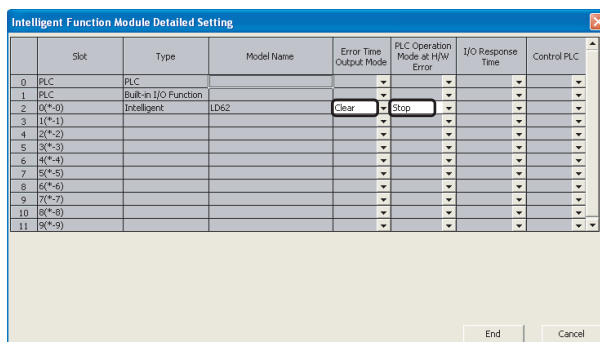 Intelligent Function Module Detailed Setting
Slot Type Model Name Error Time Output Mode PLC Operation Mode at H/W Error I/O Response Time Control PLC
0 PLC PLC
1 PLC Built-in I/O Function
2 0(*-0) Intelligent LD62 Clear Stop
3 1(*-1)
4 2(*-2)
5 3(*-3)
6 4(*-4)
7 5(*-5)
8 6(*-6)
9 7(*-7)
10 8(*-8)
11 9(*-9)
End Cancel